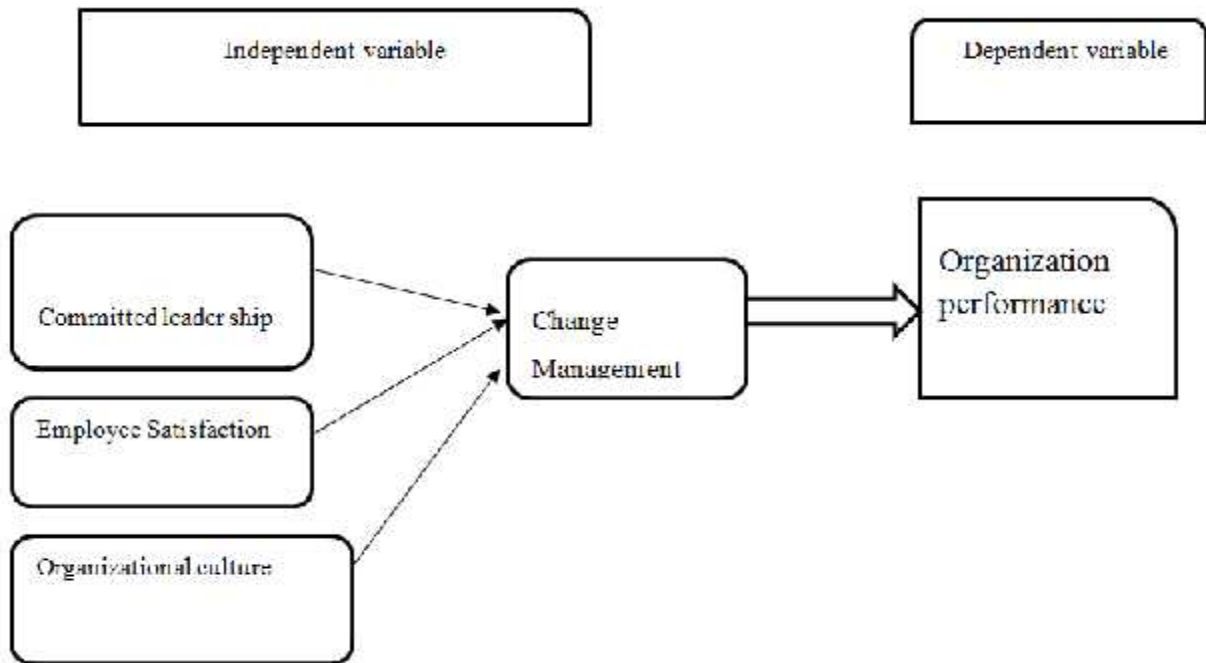 Independent variable
Dependent variable
Committed leader ship
Employee Satisfaction
Organizational culture
Change
Management
Organization
performance